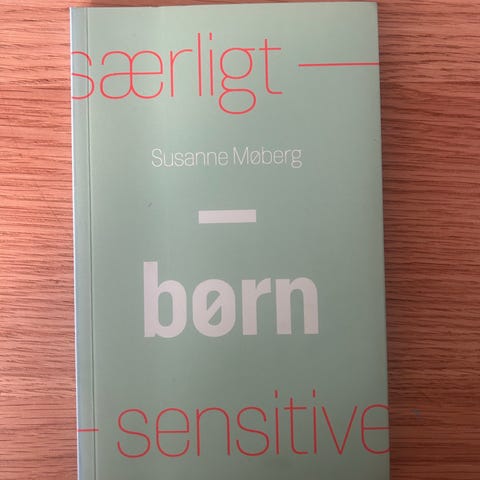 særligt —
Susanne Møberg
—
børn
— sensitive